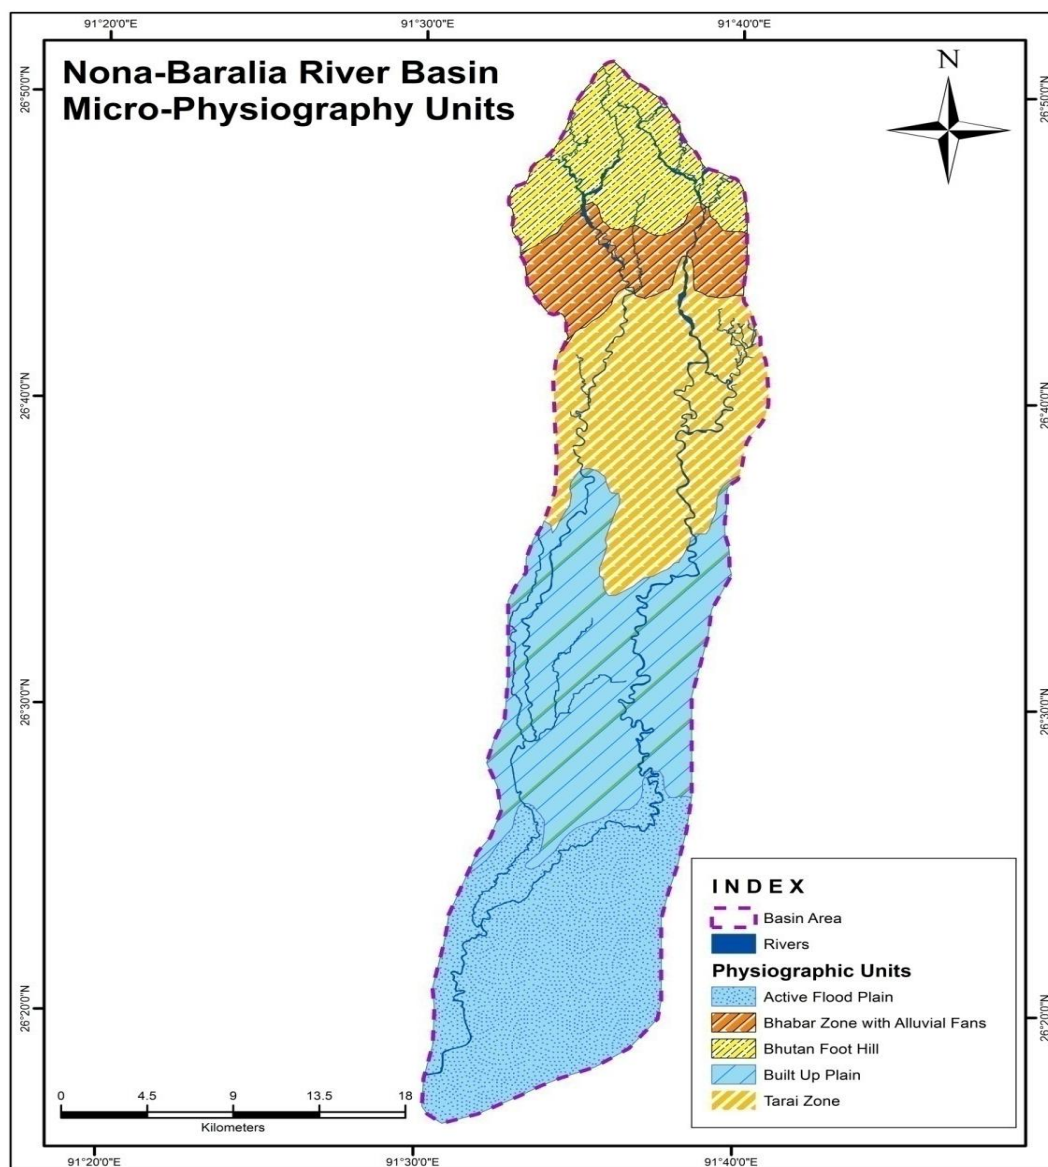 91°20'0"E
91°30'0"E
91°40'0"E
Nona-Baralia River Basin
Micro-Physiography Units
N
26°50'0"N
26°50'0"N
26°40'0"N
26°40'0"N
26°30'0"N
26°30'0"N
26°20'0"N
26°20'0"N
INDEX
Basin Area
Rivers
Physiographic Units
Active Flood Plain
Bhabar Zone with Alluvial Fans
Bhutan Foot Hill
Built Up Plain
Tarai Zone
0 4.5 9 13.5 18
Kilometers
91°20'0"E
91°30'0"E
91°40'0"E